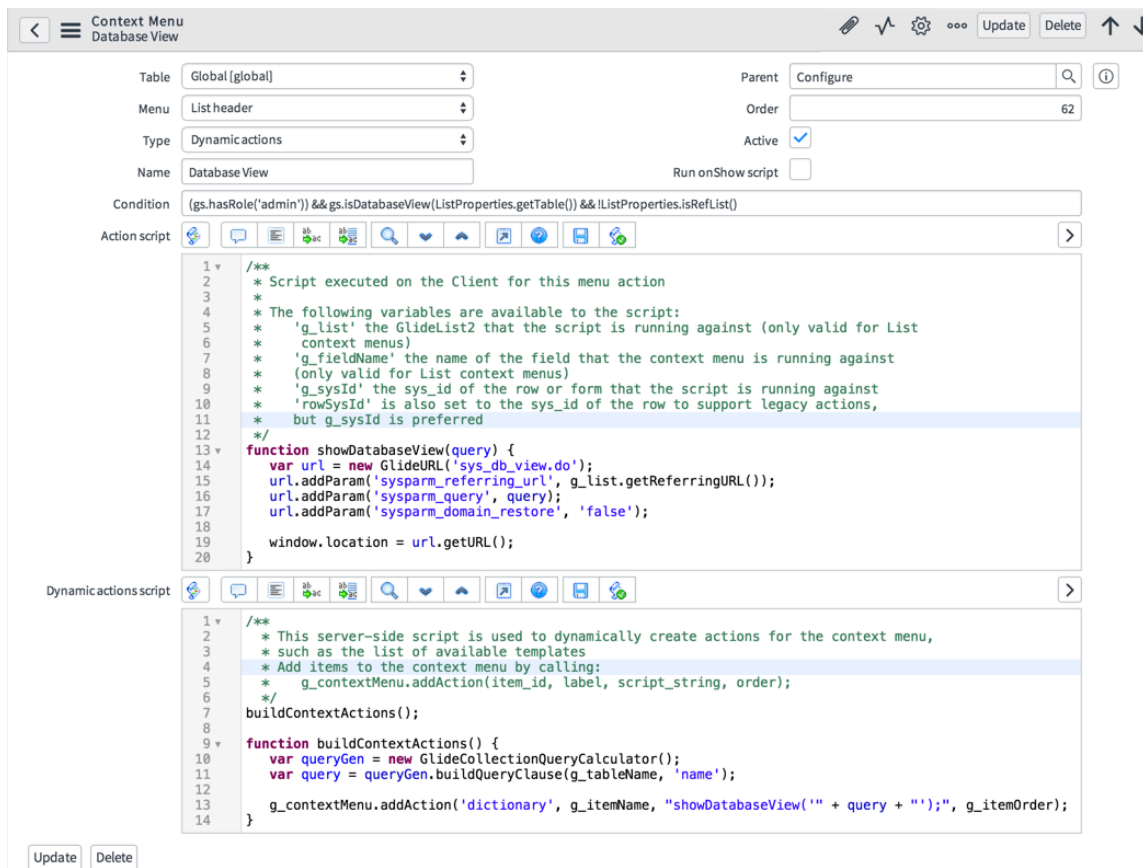 Context Menu
Database View
Update
Delete
Table
Global [global]
Parent
Configure
Menu
List header
Order
62
Type
Dynamic actions
Active
Name
Database View
Run onShow script
Condition
(gs.hasRole('admin')) && gs.isDatabaseView(ListProperties.getTable()) && !ListProperties.isRefList()
Action script
1 /**
2 * Script executed on the Client for this menu action
3 *
4 * The following variables are available to the script:
5 * 'g_list' the GlideList2 that the script is running against (only valid for List
6 * context menus)
7 * 'g_fieldName' the name of the field that the context menu is running against
8 * (only valid for List context menus)
9 * 'g_sysId' the sys_id of the row or form that the script is running against
10 * 'rowSysId' is also set to the sys_id of the row to support legacy actions,
11 * but g_sysId is preferred
12 */
13 function showDatabaseView(query) {
14 var url = new GlideURL('sys_db_view.do');
15 url.addParam('sysparm_referring_url', g_list.getReferringURL());
16 url.addParam('sysparm_query', query);
17 url.addParam('sysparm_domain_restore', 'false');
18
19 window.location = url.getURL();
20 }
Dynamic actions script
1 /**
2 * This server-side script is used to dynamically create actions for the context menu,
3 * such as the list of available templates
4 * Add items to the context menu by calling:
5 * g_contextMenu.addAction(item_id, label, script_string, order);
6 */
7 buildContextActions();
8
9 function buildContextActions() {
10 var queryGen = new GlideCollectionQueryCalculator();
11 var query = queryGen.buildQueryClause(g_tableName, 'name');
12
13 g_contextMenu.addAction('dictionary', g_itemName, "showDatabaseView('" + query + "');", g_itemOrder);
14 }
Update
Delete